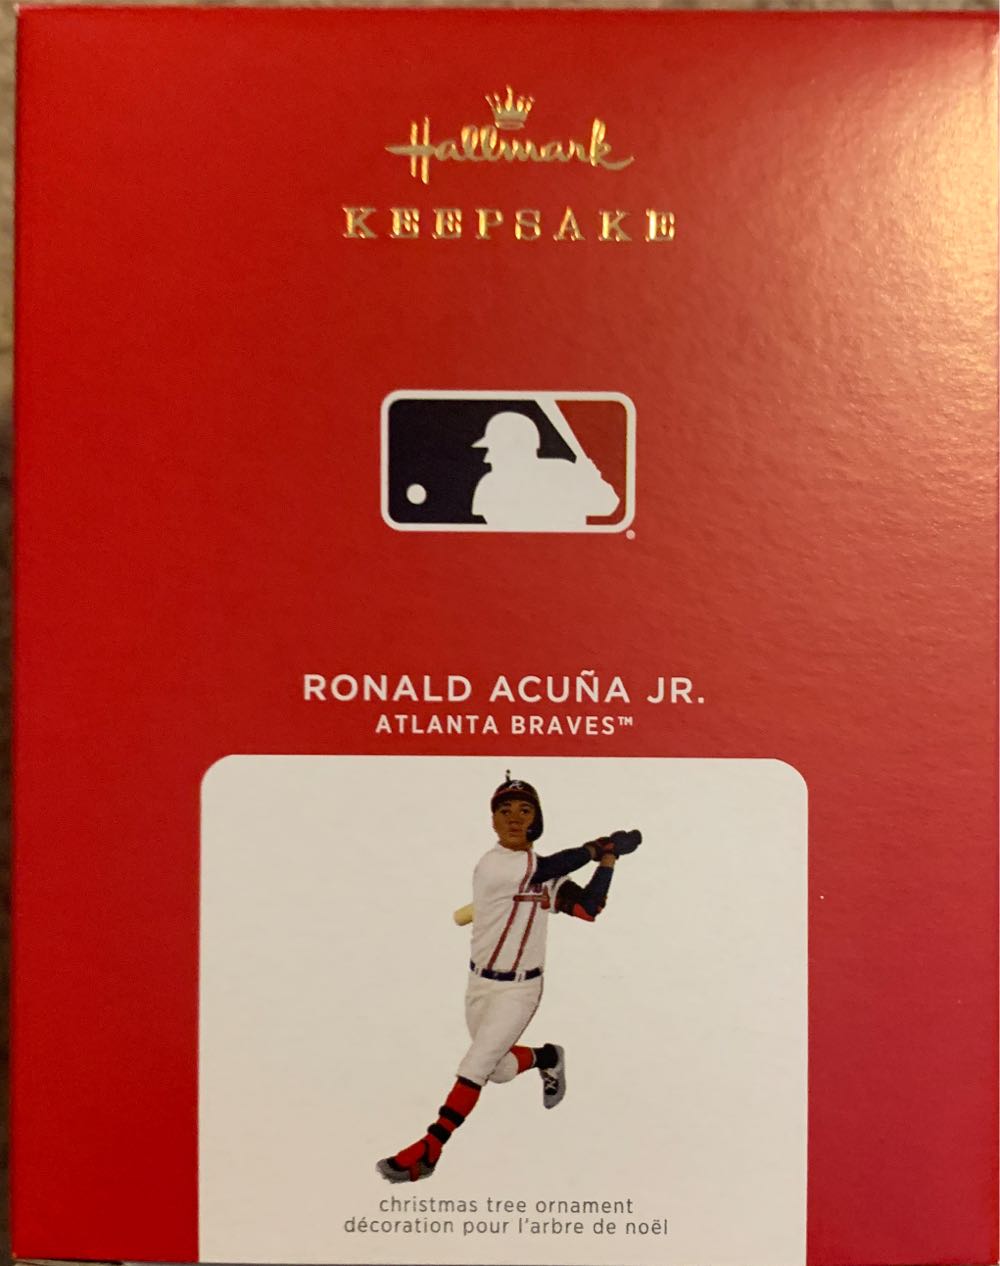 Hallmark
KEEPSAKE
RONALD ACUÑA JR.
ATLANTA BRAVES™
christmas tree ornament
décoration pour l'arbre de noël